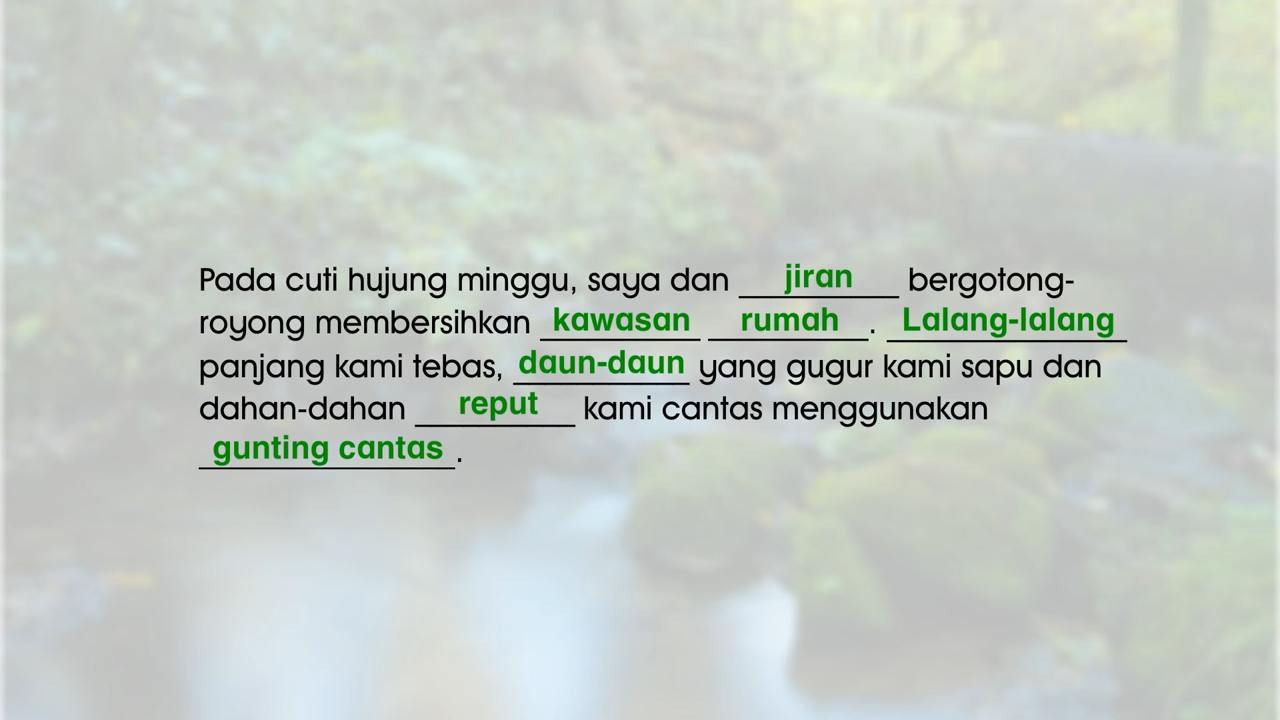 Pada cuti hujung minggu, saya dan jiran bergotong-
royong membersihkan kawasan rumah. Lalang-lalang
panjang kami tebas, daun-daun yang gugur kami sapu dan
dahan-dahan reput kami cantas menggunakan
gunting cantas.